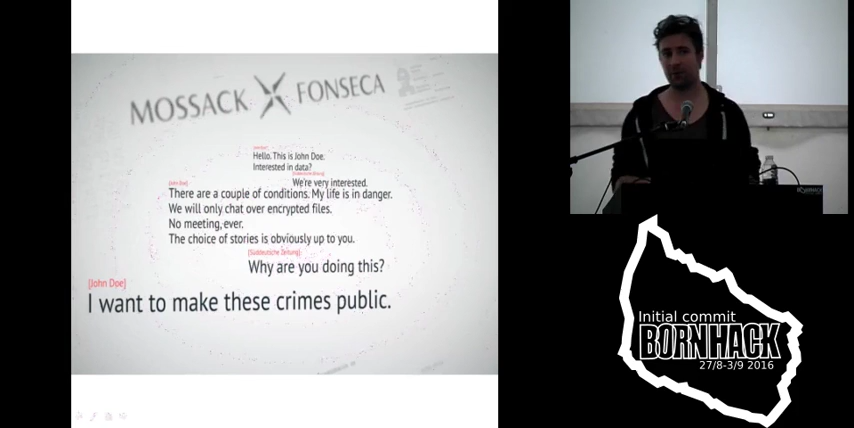 MOSSACK FONSECA
Hello. This is John Doe.
Interested in data?
We're very interested.
[John Doe]
There are a couple of conditions. My life is in danger.
We will only chat over encrypted files.
No meeting, ever.
The choice of stories is obviously up to you.
[Süddeutsche Zeitung]
Why are you doing this?
[John Doe]
I want to make these crimes public.
Initial commit
BORNHACK
27/8-3/9 2016
BORNHACK